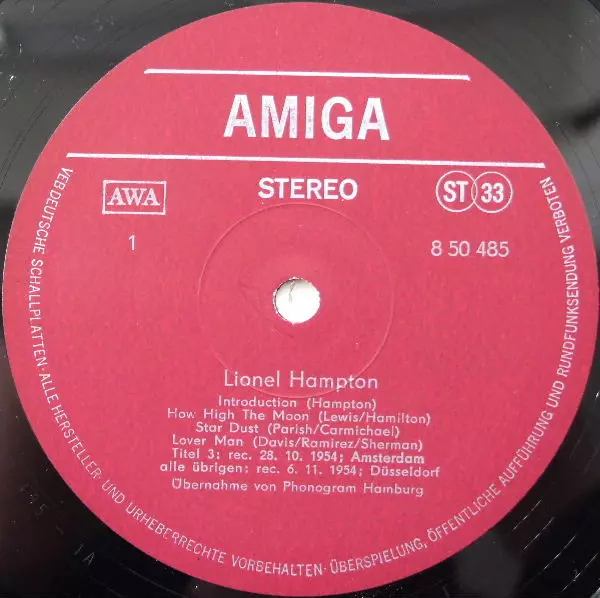 AMIGA
STEREO
AWA
ST 33
1
8 50 485
Lionel Hampton
Introduction (Hampton)
How High The Moon (Lewis/Hamilton)
Star Dust (Parish/Carmichael)
Lover Man (Davis/Ramirez/Sherman)
Titel 3: rec. 28. 10. 1954; Amsterdam
alle übrigen: rec. 6. 11. 1954; Düsseldorf
Übernahme von Phonogram Hamburg
VEB DEUTSCHE SCHALLPLATTEN · ALLE HERSTELLER- UND URHEBERRECHTE VORBEHALTEN · ÜBERSPIELUNG, ÖFFENTLICHE AUFFÜHRUNG UND RUNDFUNKSENDUNG VERBOTEN